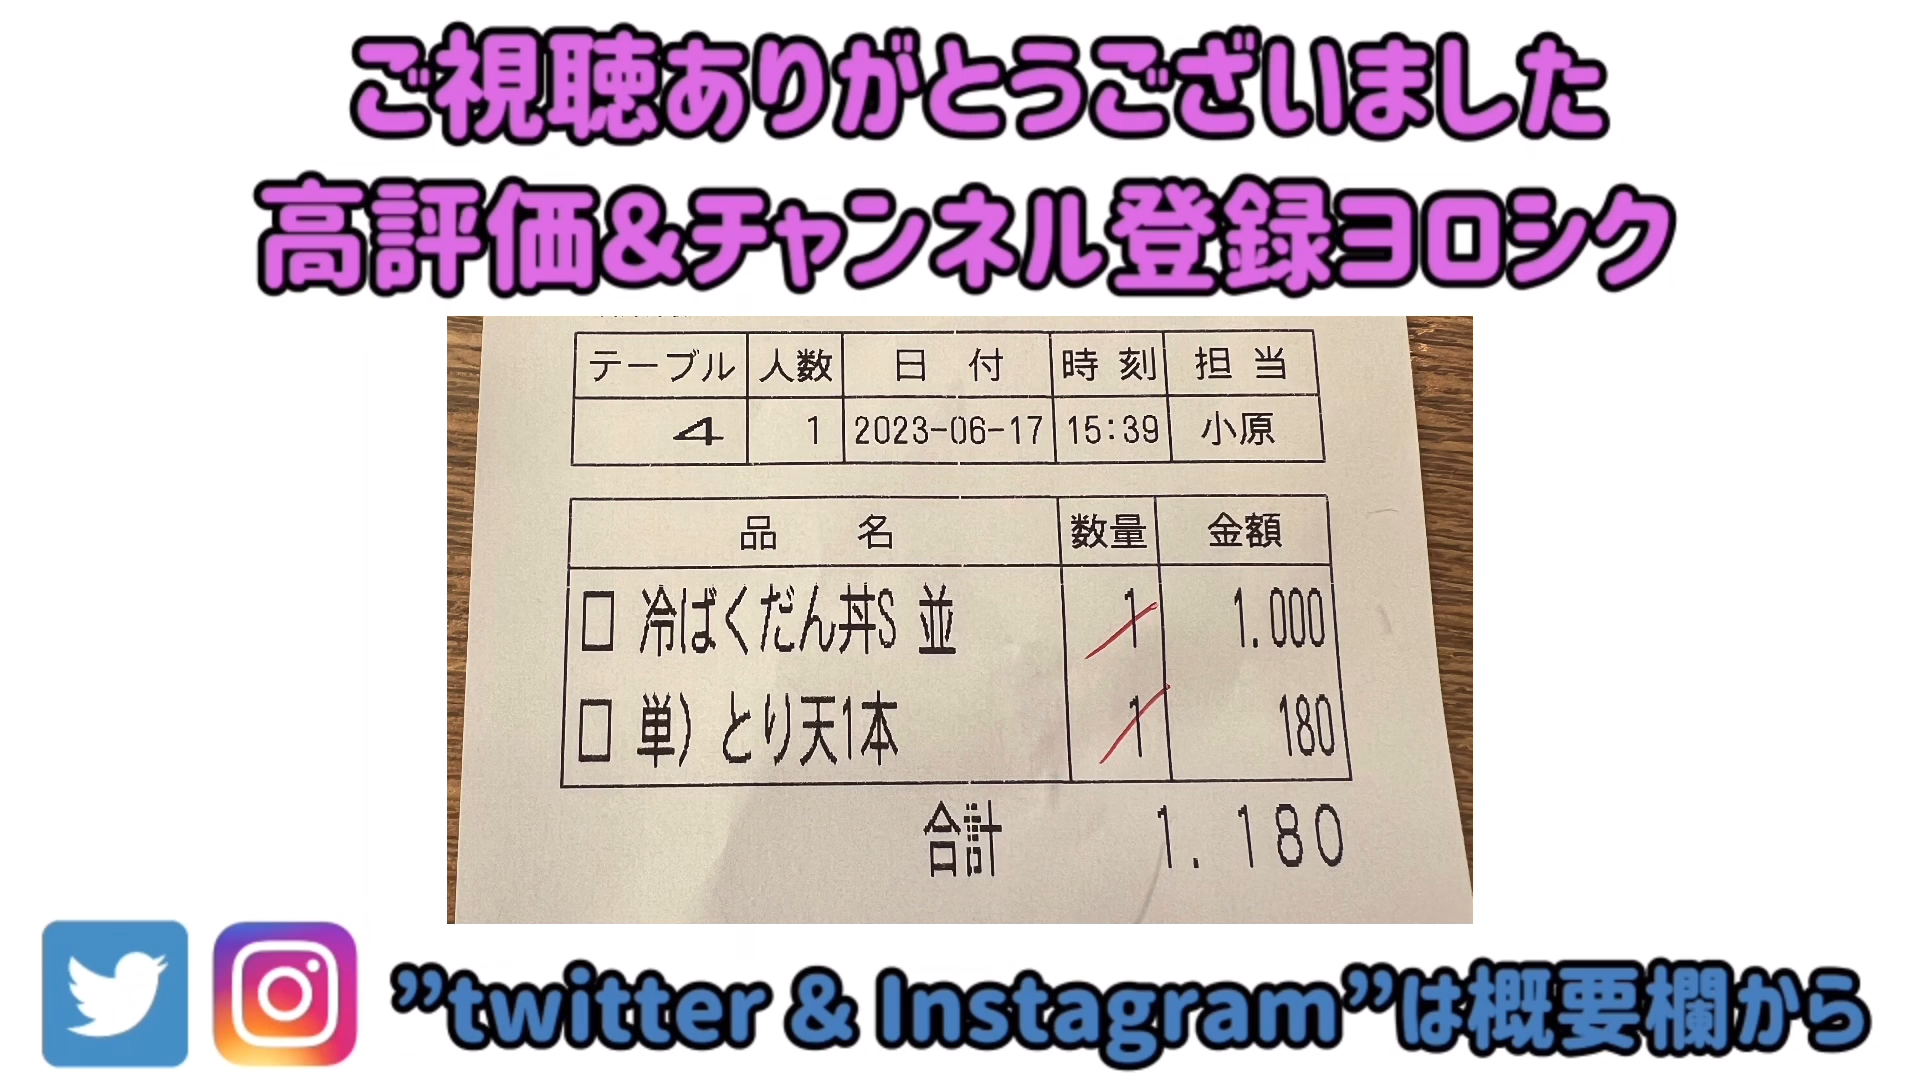 ご視聴ありがとうございました
高評価&チャンネル登録ヨロシク
テーブル 人数 日 付 時 刻 担 当
4 1 2023-06-17 15:39 小原
品 名 数量 金額
□ 冷ばくだん丼S 並 1 1.000
□ 単) とり天1本 1 180
合計 1.180
”twitter & Instagram”は概要欄から